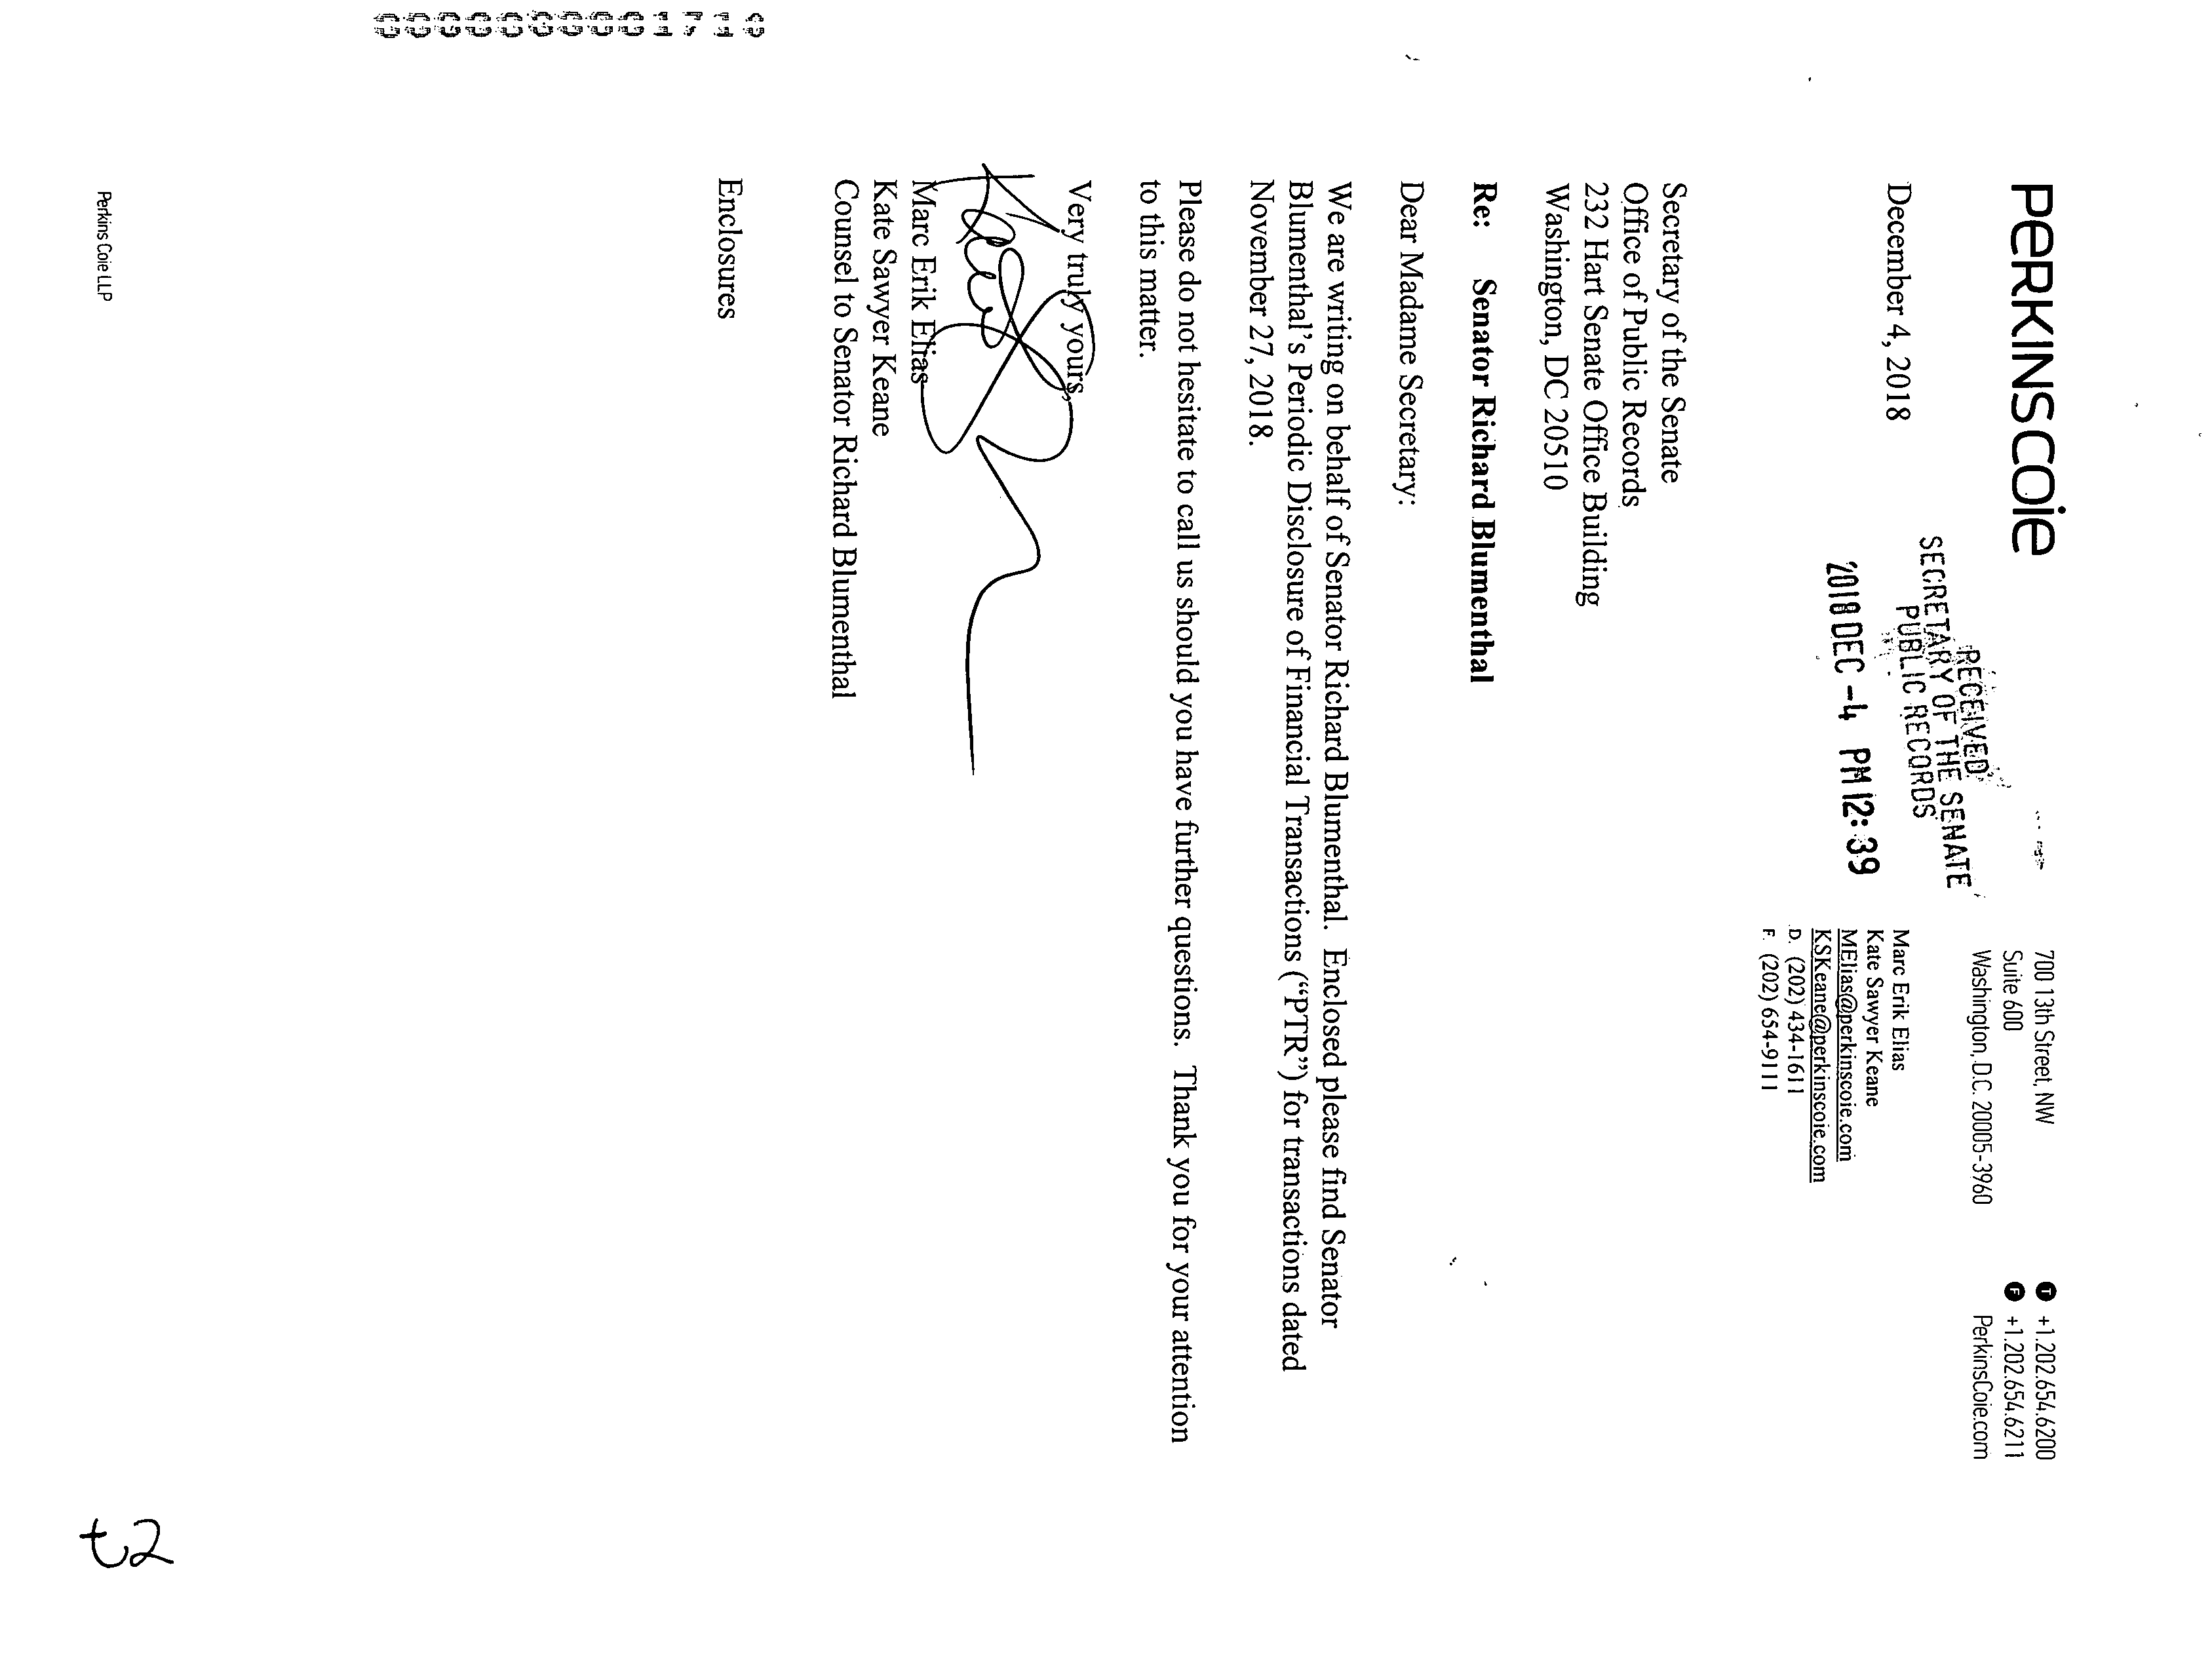 PERKINSCOIE
700 13th Street, NW
Suite 600
Washington, D.C. 20005-3960
T +1.202.654.6200
F +1.202.654.6211
PerkinsCoie.com
RECEIVED
SECRETARY OF THE SENATE
PUBLIC RECORDS
2018 DEC -4 PM 12:39
December 4, 2018
Marc Erik Elias
Kate Sawyer Keane
MElias@perkinscoie.com
KSKeane@perkinscoie.com
D. (202) 434-1611
F. (202) 654-9111
Secretary of the Senate
Office of Public Records
232 Hart Senate Office Building
Washington, DC 20510
Re: Senator Richard Blumenthal
Dear Madame Secretary:
We are writing on behalf of Senator Richard Blumenthal. Enclosed please find Senator
Blumenthal's Periodic Disclosure of Financial Transactions (“PTR”) for transactions dated
November 27, 2018.
Please do not hesitate to call us should you have further questions. Thank you for your attention
to this matter.
Very truly yours,
Marc Erik Elias
Kate Sawyer Keane
Counsel to Senator Richard Blumenthal
Enclosures
Perkins Coie LLP
t2